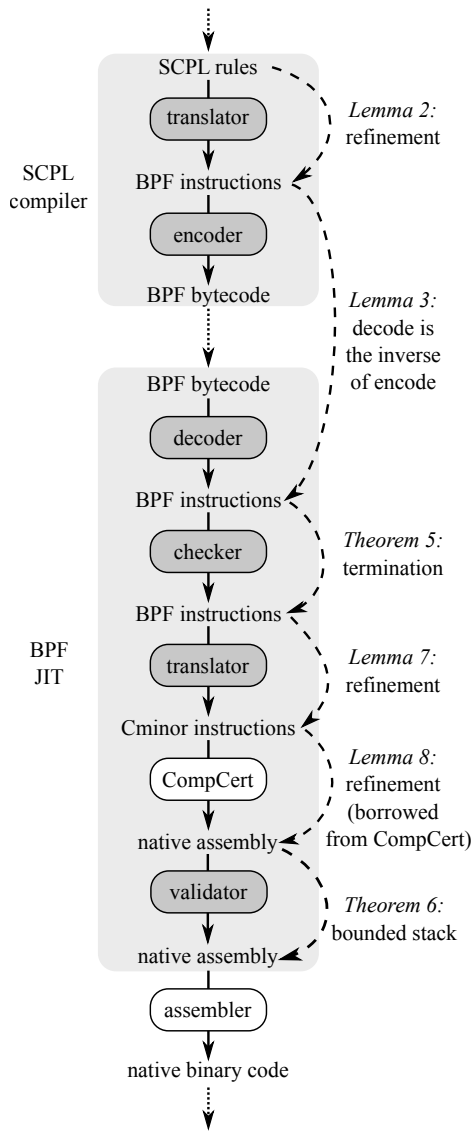 SCPL rules
Lemma 2:
refinement
translator
SCPL
compiler
BPF instructions
encoder
BPF bytecode
Lemma 3:
decode is
the inverse
of encode
BPF bytecode
decoder
BPF instructions
checker
Theorem 5:
termination
BPF instructions
BPF
JIT
translator
Lemma 7:
refinement
Cminor instructions
CompCert
Lemma 8:
refinement
(borrowed
from CompCert)
native assembly
validator
Theorem 6:
bounded stack
native assembly
assembler
native binary code